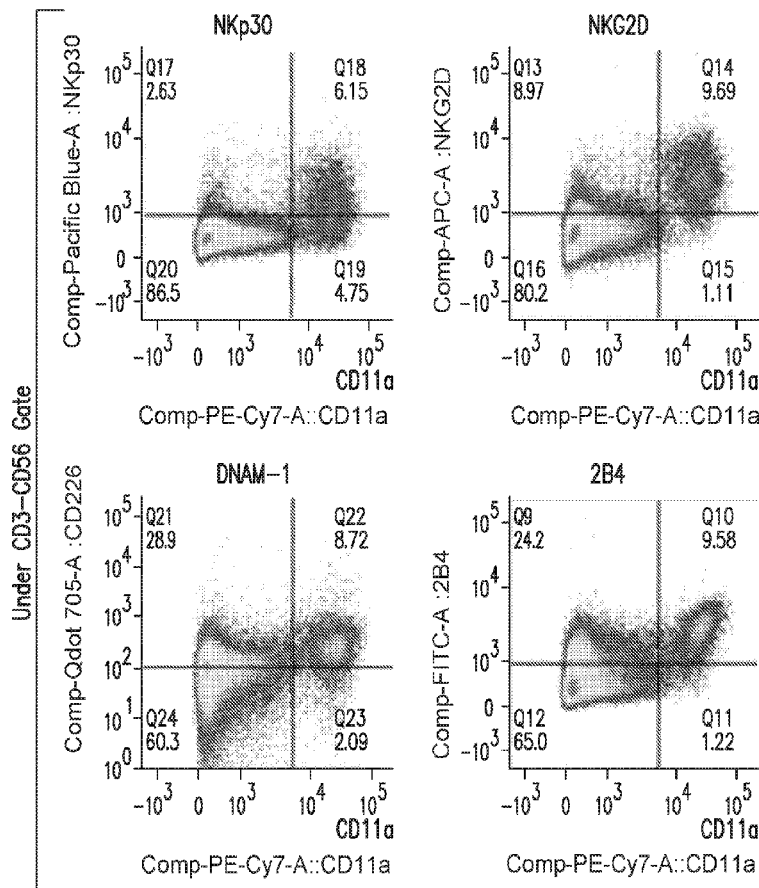 Under CD3-CD56 Gate
NKp30
Comp-Pacific Blue-A :NKp30
10^5
10^4
10^3
0
-10^3
Q17
2.63
Q18
6.15
Q20
86.5
Q19
4.75
-10^3 0 10^3 10^4 10^5
CD11a
Comp-PE-Cy7-A::CD11a
NKG2D
Comp-APC-A :NKG2D
10^5
10^4
10^3
0
-10^3
Q13
8.97
Q14
9.69
Q16
80.2
Q15
1.11
-10^3 0 10^3 10^4 10^5
CD11a
Comp-PE-Cy7-A::CD11a
DNAM-1
Comp-Qdot 705-A :CD226
10^5
10^4
10^3
10^2
10^1
10^0
Q21
28.9
Q22
8.72
Q24
60.3
Q23
2.09
-10^3 0 10^3 10^4 10^5
CD11a
Comp-PE-Cy7-A::CD11a
2B4
Comp-FITC-A :2B4
10^5
10^4
10^3
0
-10^3
Q9
24.2
Q10
9.58
Q12
65.0
Q11
1.22
-10^3 0 10^3 10^4 10^5
CD11a
Comp-PE-Cy7-A::CD11a